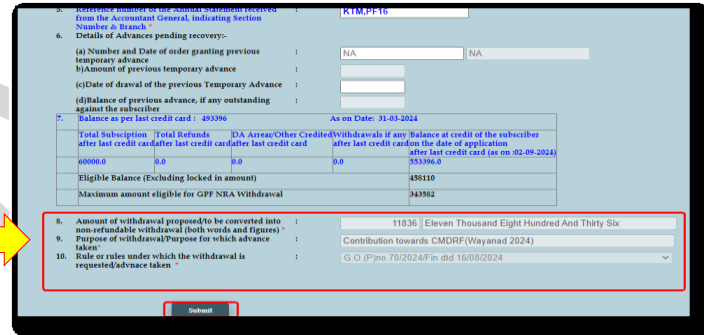 5. Reference number of the Annual Statement received : KTM,PF16
from the Accountant General, indicating Section
Number & Branch *
6. Details of Advances pending recovery:-
(a) Number and Date of order granting previous : NA NA
temporary advance
b)Amount of previous temporary advance :
(c)Date of drawal of the previous Temporary Advance :
(d)Balance of previous advance, if any outstanding :
against the subscriber
7. Balance as per last credit card : 493396 As on Date: 31-03-2024
Total Subsciption Total Refunds DA Arrear/Other Credited Withdrawals if any Balance at credit of the subscriber
after last credit card after last credit card after last credit card after last credit card on the date of application
after last credit card (as on :02-09-2024)
60000.0 0.0 0.0 0.0 553396.0
Eligible Balance (Excluding locked in amount) 458110
Maximum amount eligible for GPF NRA Withdrawal 343582
8. Amount of withdrawal proposed/to be converted into : 11836 Eleven Thousand Eight Hundred And Thirty Six
non-refundable withdrawal (both words and figures) *
9. Purpose of withdrawal/Purpose for which advance : Contribution towards CMDRF(Wayanad 2024)
taken*
10. Rule or rules under which the withdrawal is : G.O.(P)no.70/2024/Fin dtd 16/08/2024
requested/advnace taken *
Submit